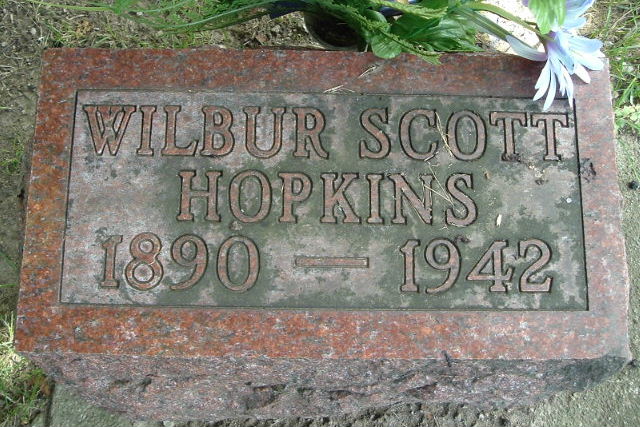 WILBUR SCOTT
HOPKINS
1890 — 1942